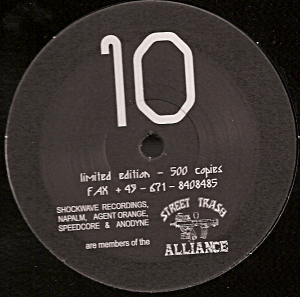 10
limited edition - 500 copies
FAX +49-671-8408485
SHOCKWAVE RECORDINGS,
NAPALM, AGENT ORANGE,
SPEEDCORE & ANODYNE
are members of the
STREET TRASH
ALLIANCE